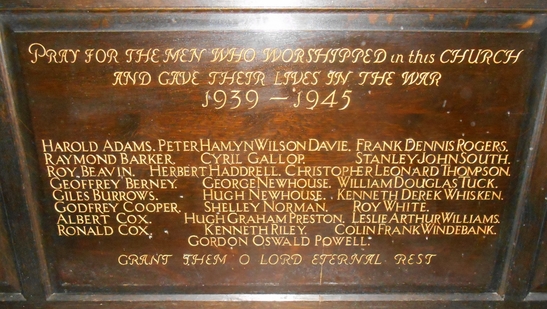 PRAY FOR THE MEN WHO WORSHIPPED in this CHURCH
AND GAVE THEIR LIVES IN THE WAR
1939 – 1945
HAROLD ADAMS. PETER HAMLYN WILSON DAVIE. FRANK DENNIS ROGERS.
RAYMOND BARKER. CYRIL GALLOP. STANLEY JOHN SOUTH.
ROY BEAVIN. HERBERT HADDRELL. CHRISTOPHER LEONARD THOMPSON.
GEOFFREY BERNEY. GEORGE NEWHOUSE. WILLIAM DOUGLAS TUCK.
GILES BURROWS. HUGH NEWHOUSE. KENNETH DEREK WHISKEN.
GODFREY COOPER. SHELLEY NORMAN. ROY WHITE.
ALBERT COX. HUGH GRAHAM PRESTON. LESLIE ARTHUR WILLIAMS.
RONALD COX. KENNETH RILEY. COLIN FRANK WINDEBANK.
GORDON OSWALD POWELL.
GRANT THEM O LORD ETERNAL REST